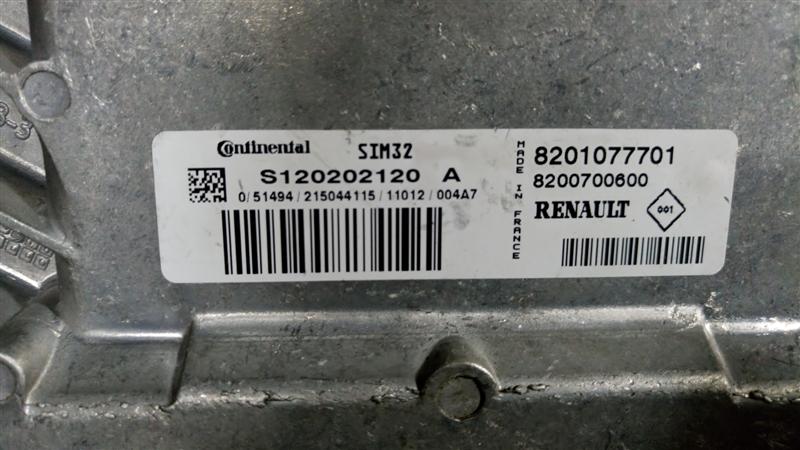 Continental SIM32
S120202120 A
0/51494/215044115/11012/004A7
MADE IN FRANCE
8201077701
8200700600
RENAULT
001